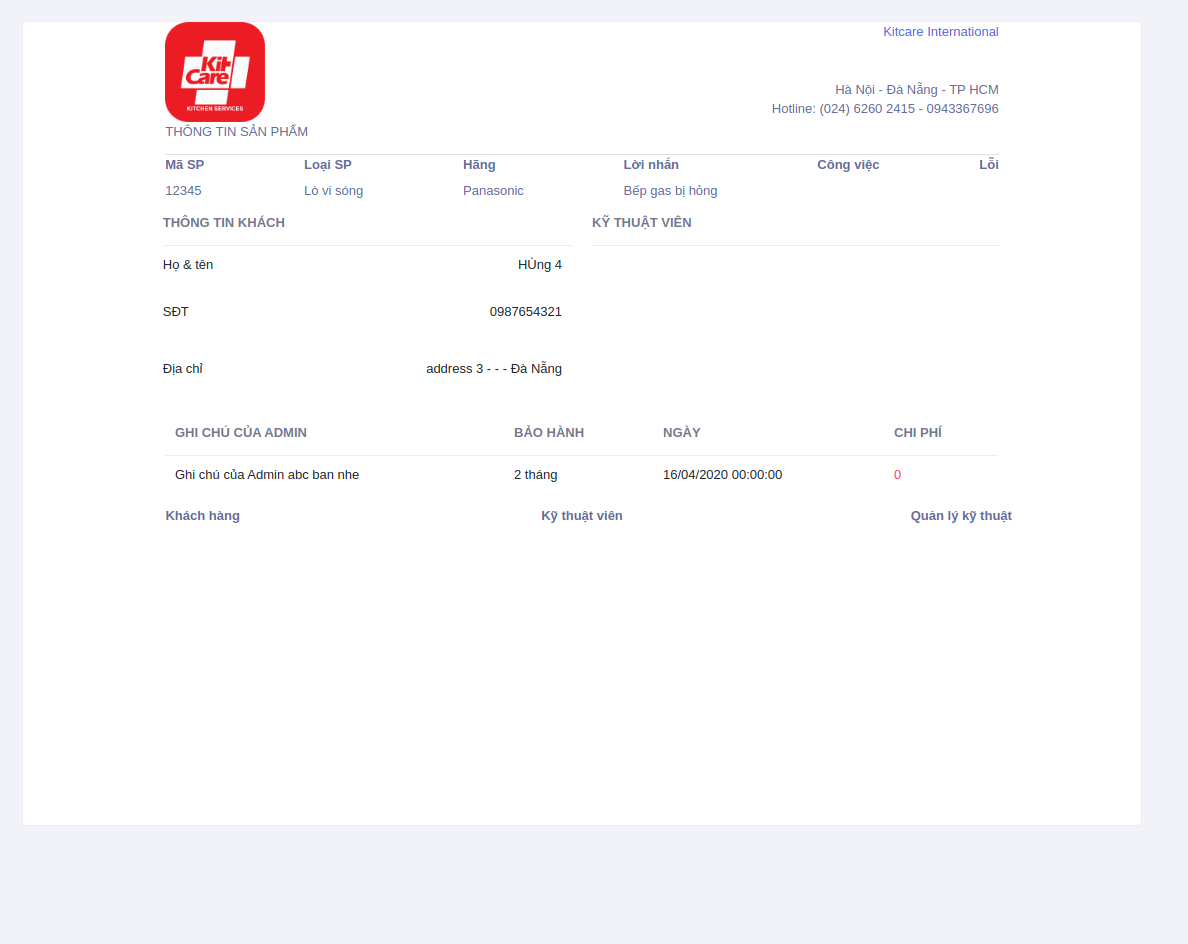 Kit
Care
KITCHEN SERVICES
Kitcare International
Hà Nội - Đà Nẵng - TP HCM
Hotline: (024) 6260 2415 - 0943367696
THÔNG TIN SẢN PHẨM
Mã SP Loại SP Hãng Lời nhắn Công việc Lỗi
12345 Lò vi sóng Panasonic Bếp gas bị hỏng
THÔNG TIN KHÁCH KỸ THUẬT VIÊN
Họ & tên HÙng 4
SĐT 0987654321
Địa chỉ address 3 - - - Đà Nẵng
GHI CHÚ CỦA ADMIN BẢO HÀNH NGÀY CHI PHÍ
Ghi chú của Admin abc ban nhe 2 tháng 16/04/2020 00:00:00 0
Khách hàng Kỹ thuật viên Quản lý kỹ thuật